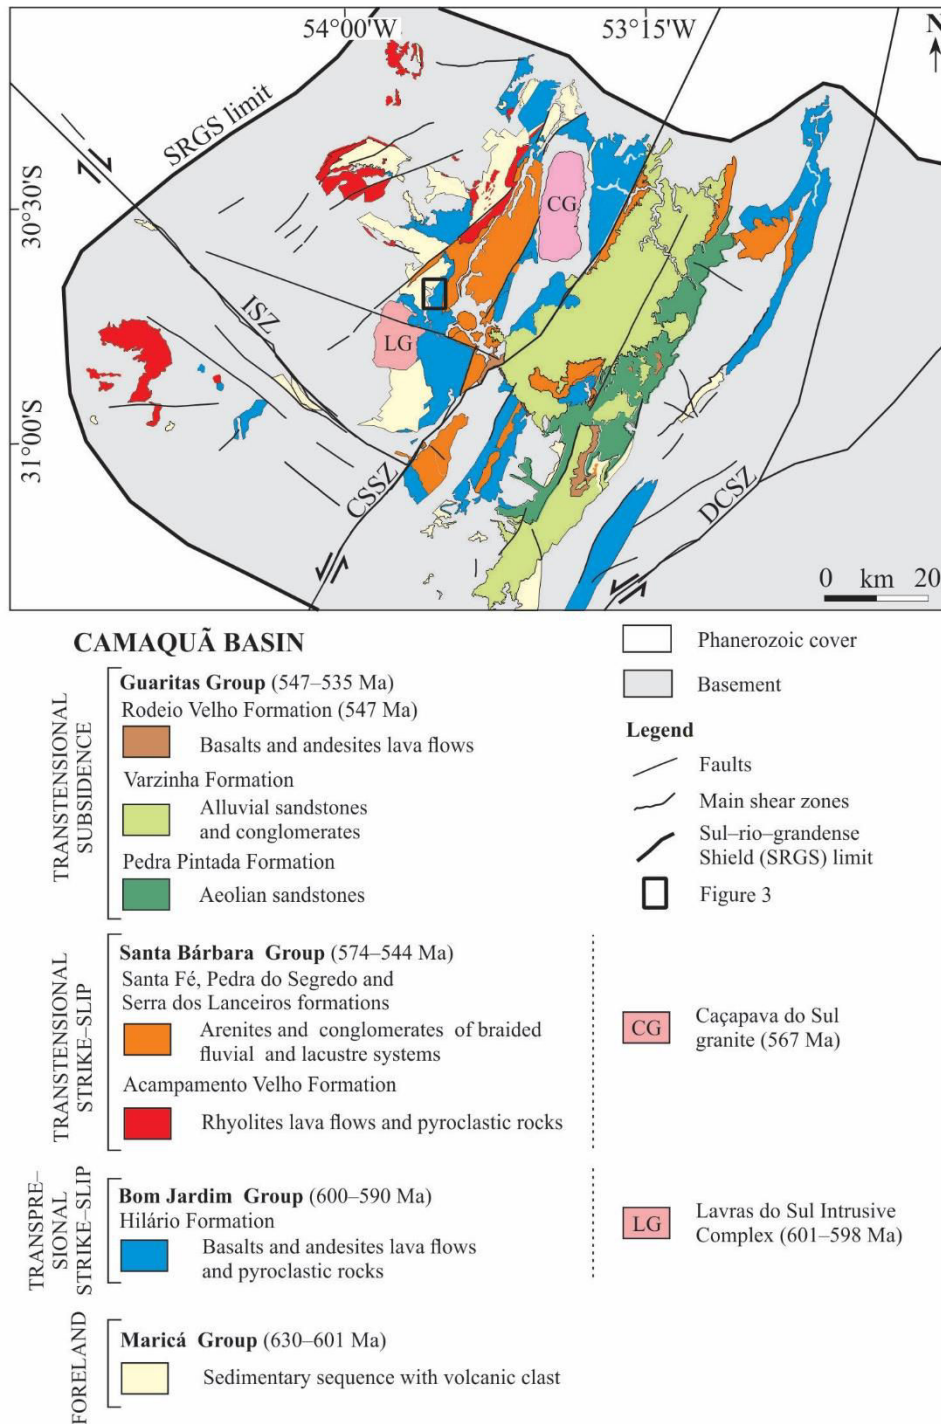 54°00'W
53°15'W
N
SRGS limit
30°30'S
CG
ISZ
LG
31°00'S
CSSZ
DCSZ
0 km 20
CAMAQUÃ BASIN
TRANSTENSIONAL
SUBSIDENCE
Guaritas Group (547–535 Ma)
Rodeio Velho Formation (547 Ma)
Basalts and andesites lava flows
Varzinha Formation
Alluvial sandstones
and conglomerates
Pedra Pintada Formation
Aeolian sandstones
Phanerozoic cover
Basement
Legend
Faults
Main shear zones
Sul–rio–grandense
Shield (SRGS) limit
Figure 3
TRANSTENSIONAL
STRIKE–SLIP
Santa Bárbara Group (574–544 Ma)
Santa Fé, Pedra do Segredo and
Serra dos Lanceiros formations
Arenites and conglomerates of braided
fluvial and lacustre systems
Acampamento Velho Formation
Rhyolites lava flows and pyroclastic rocks
CG
Caçapava do Sul
granite (567 Ma)
TRANSPRE–
SIONAL
STRIKE–SLIP
Bom Jardim Group (600–590 Ma)
Hilário Formation
Basalts and andesites lava flows
and pyroclastic rocks
LG
Lavras do Sul Intrusive
Complex (601–598 Ma)
FORELAND
Maricá Group (630–601 Ma)
Sedimentary sequence with volcanic clast